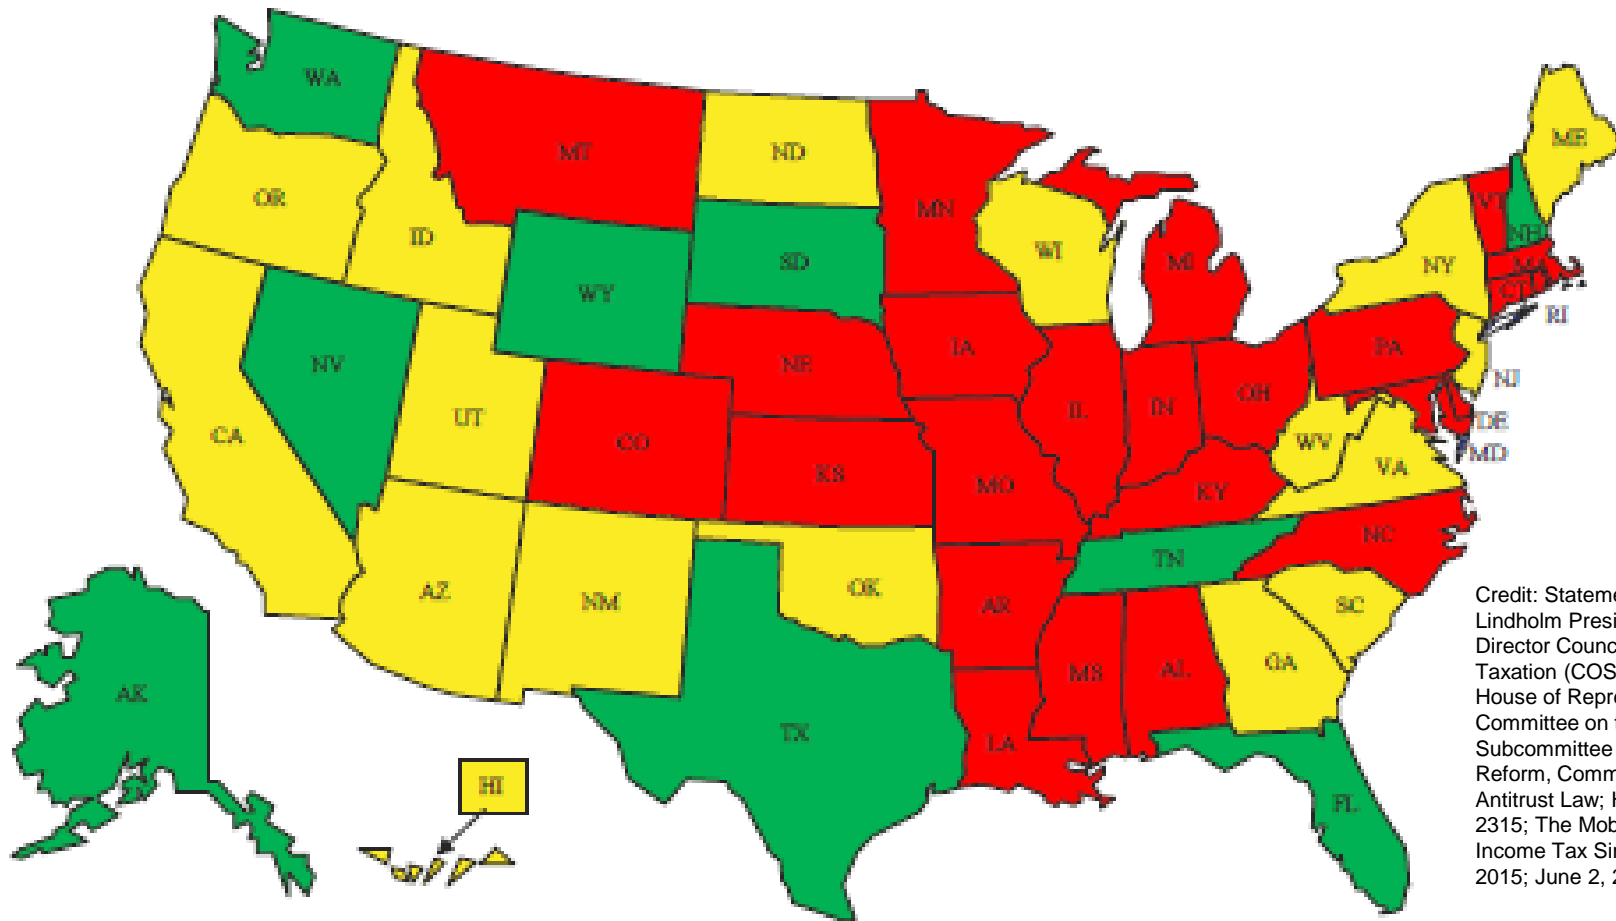 WA
MT
ND
ME
OR
MN
VT
ID
WI
NH
SD
MI
NY
MA
WY
CT
RI
IA
PA
NV
NE
NJ
UT
IL
IN
OH
DE
CA
CO
WV
MD
KS
VA
MO
KY
NC
TN
AZ
NM
OK
AR
SC
GA
MS
AL
AK
TX
LA
HI
FL
Credit: Stateme
Lindholm Presi
Director Counc
Taxation (COS
House of Repre
Committee on t
Subcommittee
Reform, Comm
Antitrust Law; H
2315; The Mob
Income Tax Sin
2015; June 2, 2